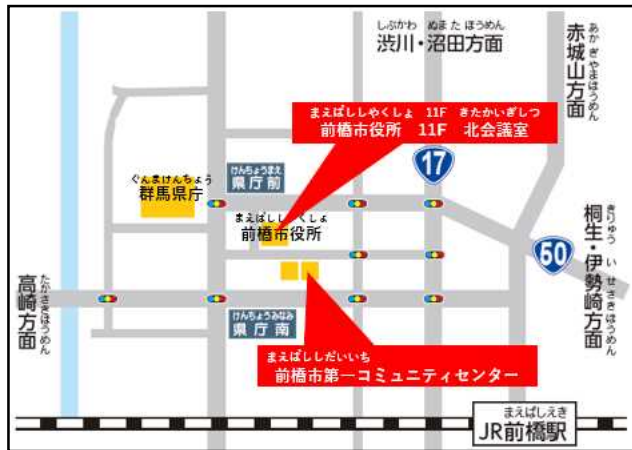 しぶかわ　ぬまたほうめん
渋川・沼田方面
あかぎやまほうめん
赤城山方面
まえばししやくしょ　11F　きたかいぎしつ
前橋市役所　11F　北会議室
17
けんちょうまえ
県庁前
ぐんまけんちょう
群馬県庁
まえばししやくしょ
前橋市役所
きりゅう　いせさきほうめん
桐生・伊勢崎方面
50
たかさきほうめん
高崎方面
けんちょうみなみ
県庁南
まえばししだいいち
前橋市第一コミュニティセンター
まえばしえき
JR前橋駅